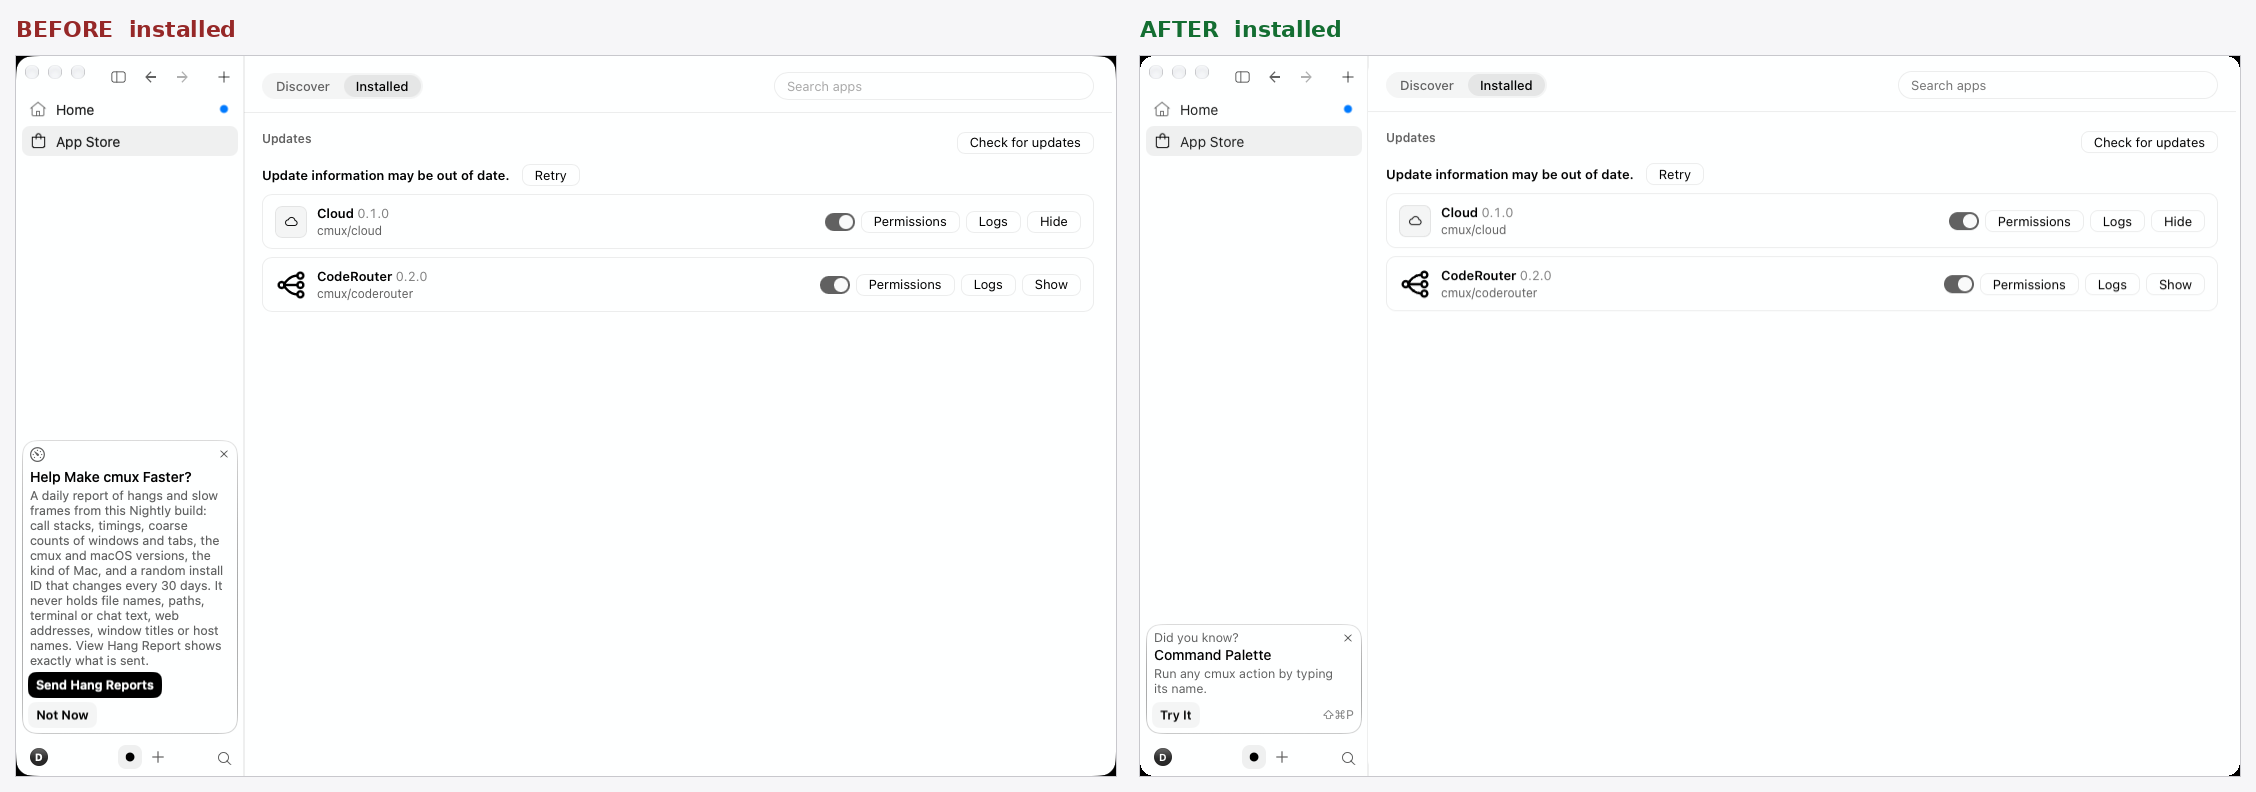 BEFORE installed
Home
App Store
Discover
Installed
Search apps
Updates
Check for updates
Update information may be out of date.
Retry
Cloud 0.1.0
cmux/cloud
Permissions
Logs
Hide
CodeRouter 0.2.0
cmux/coderouter
Permissions
Logs
Show
Help Make cmux Faster?
A daily report of hangs and slow
frames from this Nightly build:
call stacks, timings, coarse
counts of windows and tabs, the
cmux and macOS versions, the
kind of Mac, and a random install
ID that changes every 30 days. It
never holds file names, paths,
terminal or chat text, web
addresses, window titles or host
names. View Hang Report shows
exactly what is sent.
Send Hang Reports
Not Now
D
AFTER installed
Home
App Store
Discover
Installed
Search apps
Updates
Check for updates
Update information may be out of date.
Retry
Cloud 0.1.0
cmux/cloud
Permissions
Logs
Hide
CodeRouter 0.2.0
cmux/coderouter
Permissions
Logs
Show
Did you know?
Command Palette
Run any cmux action by typing
its name.
Try It
⇧⌘P
D